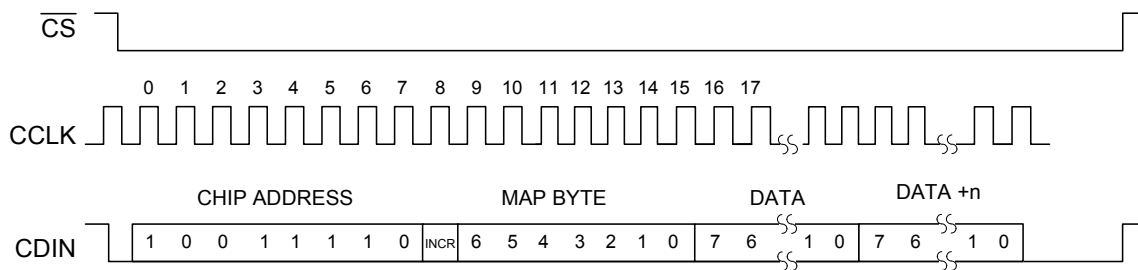 CS
0 1 2 3 4 5 6 7 8 9 10 11 12 13 14 15 16 17
CCLK
CHIP ADDRESS MAP BYTE DATA DATA +n
CDIN 1 0 0 1 1 1 1 0 INCR 6 5 4 3 2 1 0 7 6 1 0 7 6 1 0